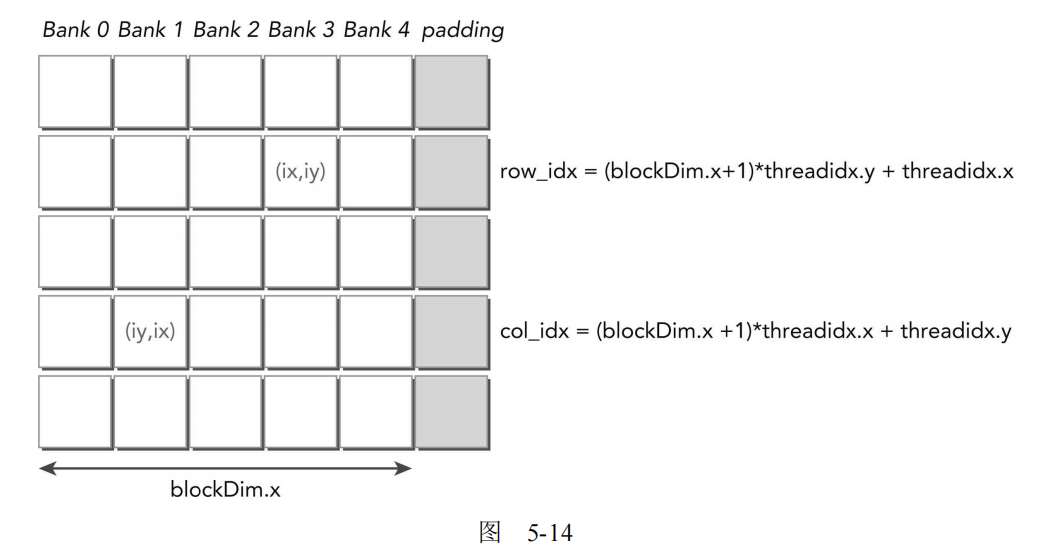 Bank 0 Bank 1 Bank 2 Bank 3 Bank 4 padding
(ix,iy) row_idx = (blockDim.x+1)*threadidx.y + threadidx.x
(iy,ix) col_idx = (blockDim.x +1)*threadidx.x + threadidx.y
blockDim.x
图 5-14